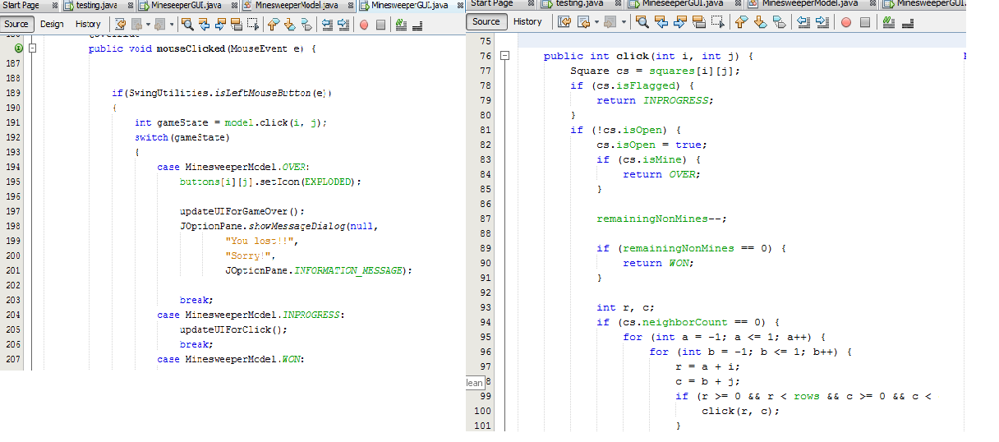 Start Page testing.java MineseeperGUI.java MinesweeperModel.java MinesweeperGUI.java
Source Design History
public void mouseClicked(MouseEvent e) {
187
188
189 if(SwingUtilities.isLeftMouseButton(e))
190 {
191 int gameState = model.click(i, j);
192 switch(gameState)
193 {
194 case MinesweeperModel.OVER:
195 buttons[i][j].setIcon(EXPLODED);
196
197 updateUIForGameOver();
198 JOptionPane.showMessageDialog(null,
199 "You lost!!",
200 "Sorry!",
201 JOptionPane.INFORMATION_MESSAGE);
202
203 break;
204 case MinesweeperModel.INPROGRESS:
205 updateUIForClick();
206 break;
207 case MinesweeperModel.WON:
Start Page testing.java MineseeperGUI.java MinesweeperModel.java MinesweeperGUI.
Source History
75
76 public int click(int i, int j) {
77 Square cs = squares[i][j];
78 if (cs.isFlagged) {
79 return INPROGRESS;
80 }
81 if (!cs.isOpen) {
82 cs.isOpen = true;
83 if (cs.isMine) {
84 return OVER;
85 }
86
87 remainingNonMines--;
88
89 if (remainingNonMines == 0) {
90 return WON;
91 }
92
93 int r, c;
94 if (cs.neighborCount == 0) {
95 for (int a = -1; a <= 1; a++) {
96 for (int b = -1; b <= 1; b++) {
97 r = a + i;
lean 8 c = b + j;
99 if (r >= 0 && r < rows && c >= 0 && c <
100 click(r, c);
101 }